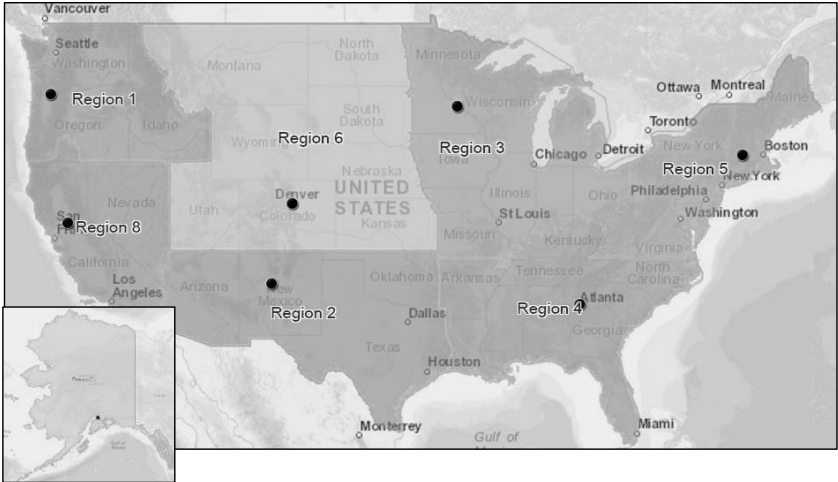 Vancouver
Seattle
Washington
Montana
North
Dakota
Minnesota
Ottawa
Montreal
Maine
Region 1
Oregon
Idaho
Region 6
South
Dakota
Wisconsin
Toronto
Region 3
Iowa
Chicago
Detroit
New York
Boston
Region 5
New York
Nebraska
UNITED
STATES
Nevada
Utah
Denver
Colorado
Kansas
Illinois
Ohio
Philadelphia
Washington
San
Region 8
St Louis
Missouri
Kentucky
Virginia
California
Los
Angeles
Arizona
New
Mexico
Oklahoma
Arkansas
Tennessee
North
Carolina
Region 2
Dallas
Region 4
Atlanta
Georgia
Texas
Houston
Monterrey
Miami
Gulf of